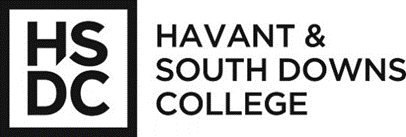 HS
DC
HAVANT &
SOUTH DOWNS
COLLEGE